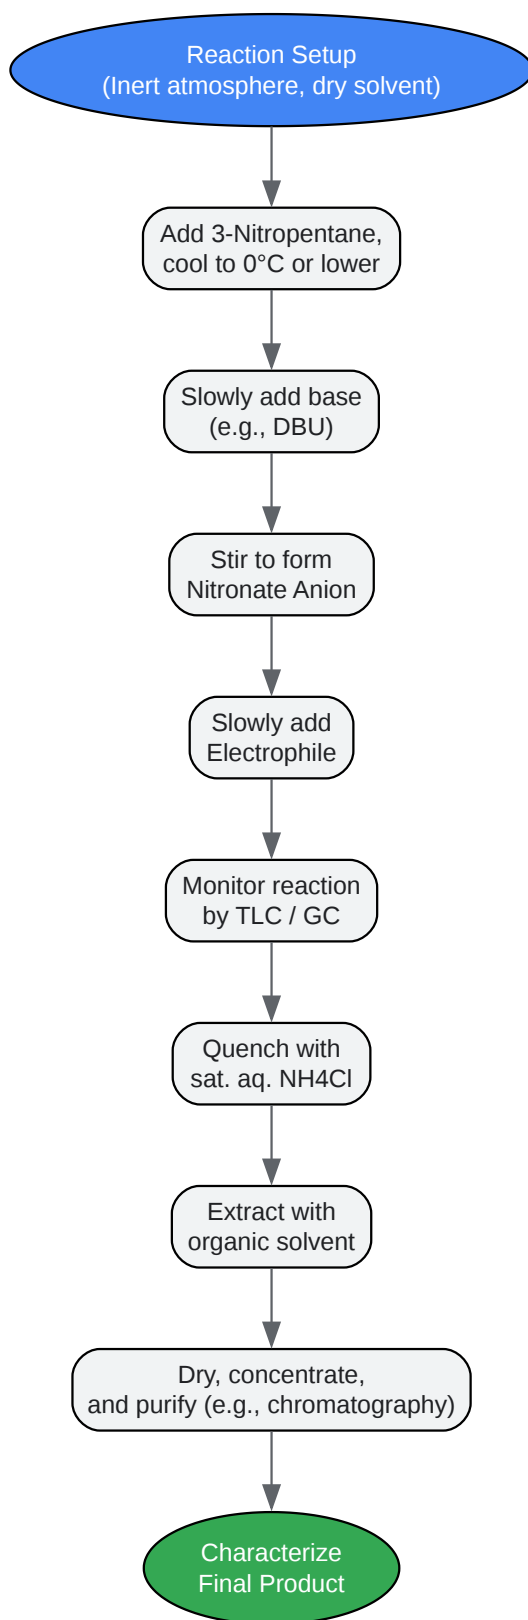 Reaction Setup
(Inert atmosphere, dry solvent)
Add 3-Nitropentane,
cool to 0°C or lower
Slowly add base
(e.g., DBU)
Stir to form
Nitronate Anion
Slowly add
Electrophile
Monitor reaction
by TLC / GC
Quench with
sat. aq. NH4Cl
Extract with
organic solvent
Dry, concentrate,
and purify (e.g., chromatography)
Characterize
Final Product